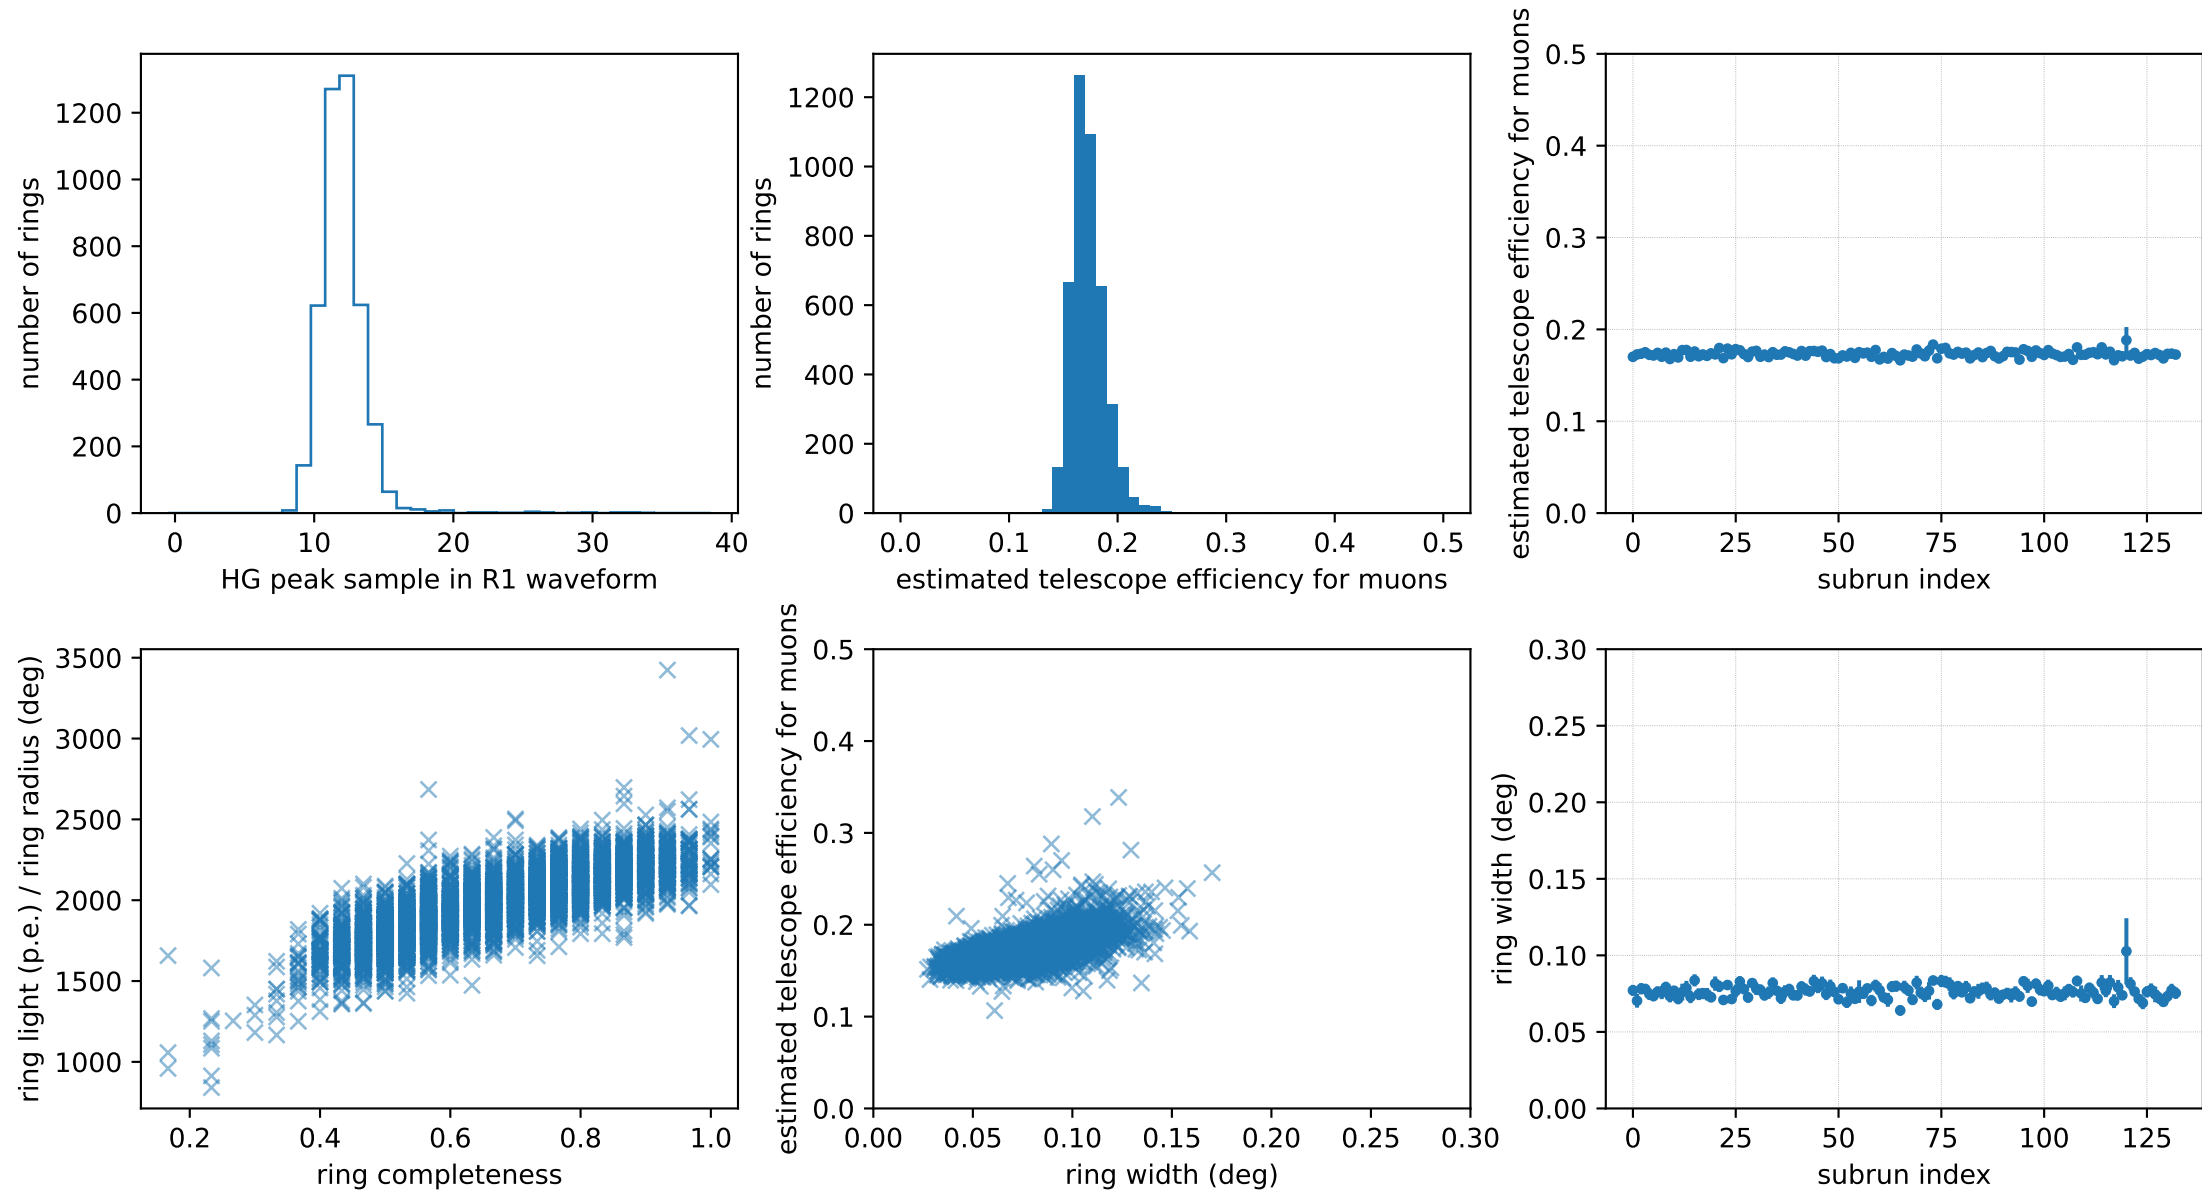 number of rings
1200
1000
800
600
400
200
0
0 10 20 30 40
HG peak sample in R1 waveform
number of rings
1200
1000
800
600
400
200
0
0.0 0.1 0.2 0.3 0.4 0.5
estimated telescope efficiency for muons
estimated telescope efficiency for muons
0.5
0.4
0.3
0.2
0.1
0.0
0 25 50 75 100 125
subrun index
ring light (p.e.) / ring radius (deg)
3500
3000
2500
2000
1500
1000
0.2 0.4 0.6 0.8 1.0
ring completeness
estimated telescope efficiency for muons
0.5
0.4
0.3
0.2
0.1
0.0
0.00 0.05 0.10 0.15 0.20 0.25 0.30
ring width (deg)
ring width (deg)
0.30
0.25
0.20
0.15
0.10
0.05
0.00
0 25 50 75 100 125
subrun index